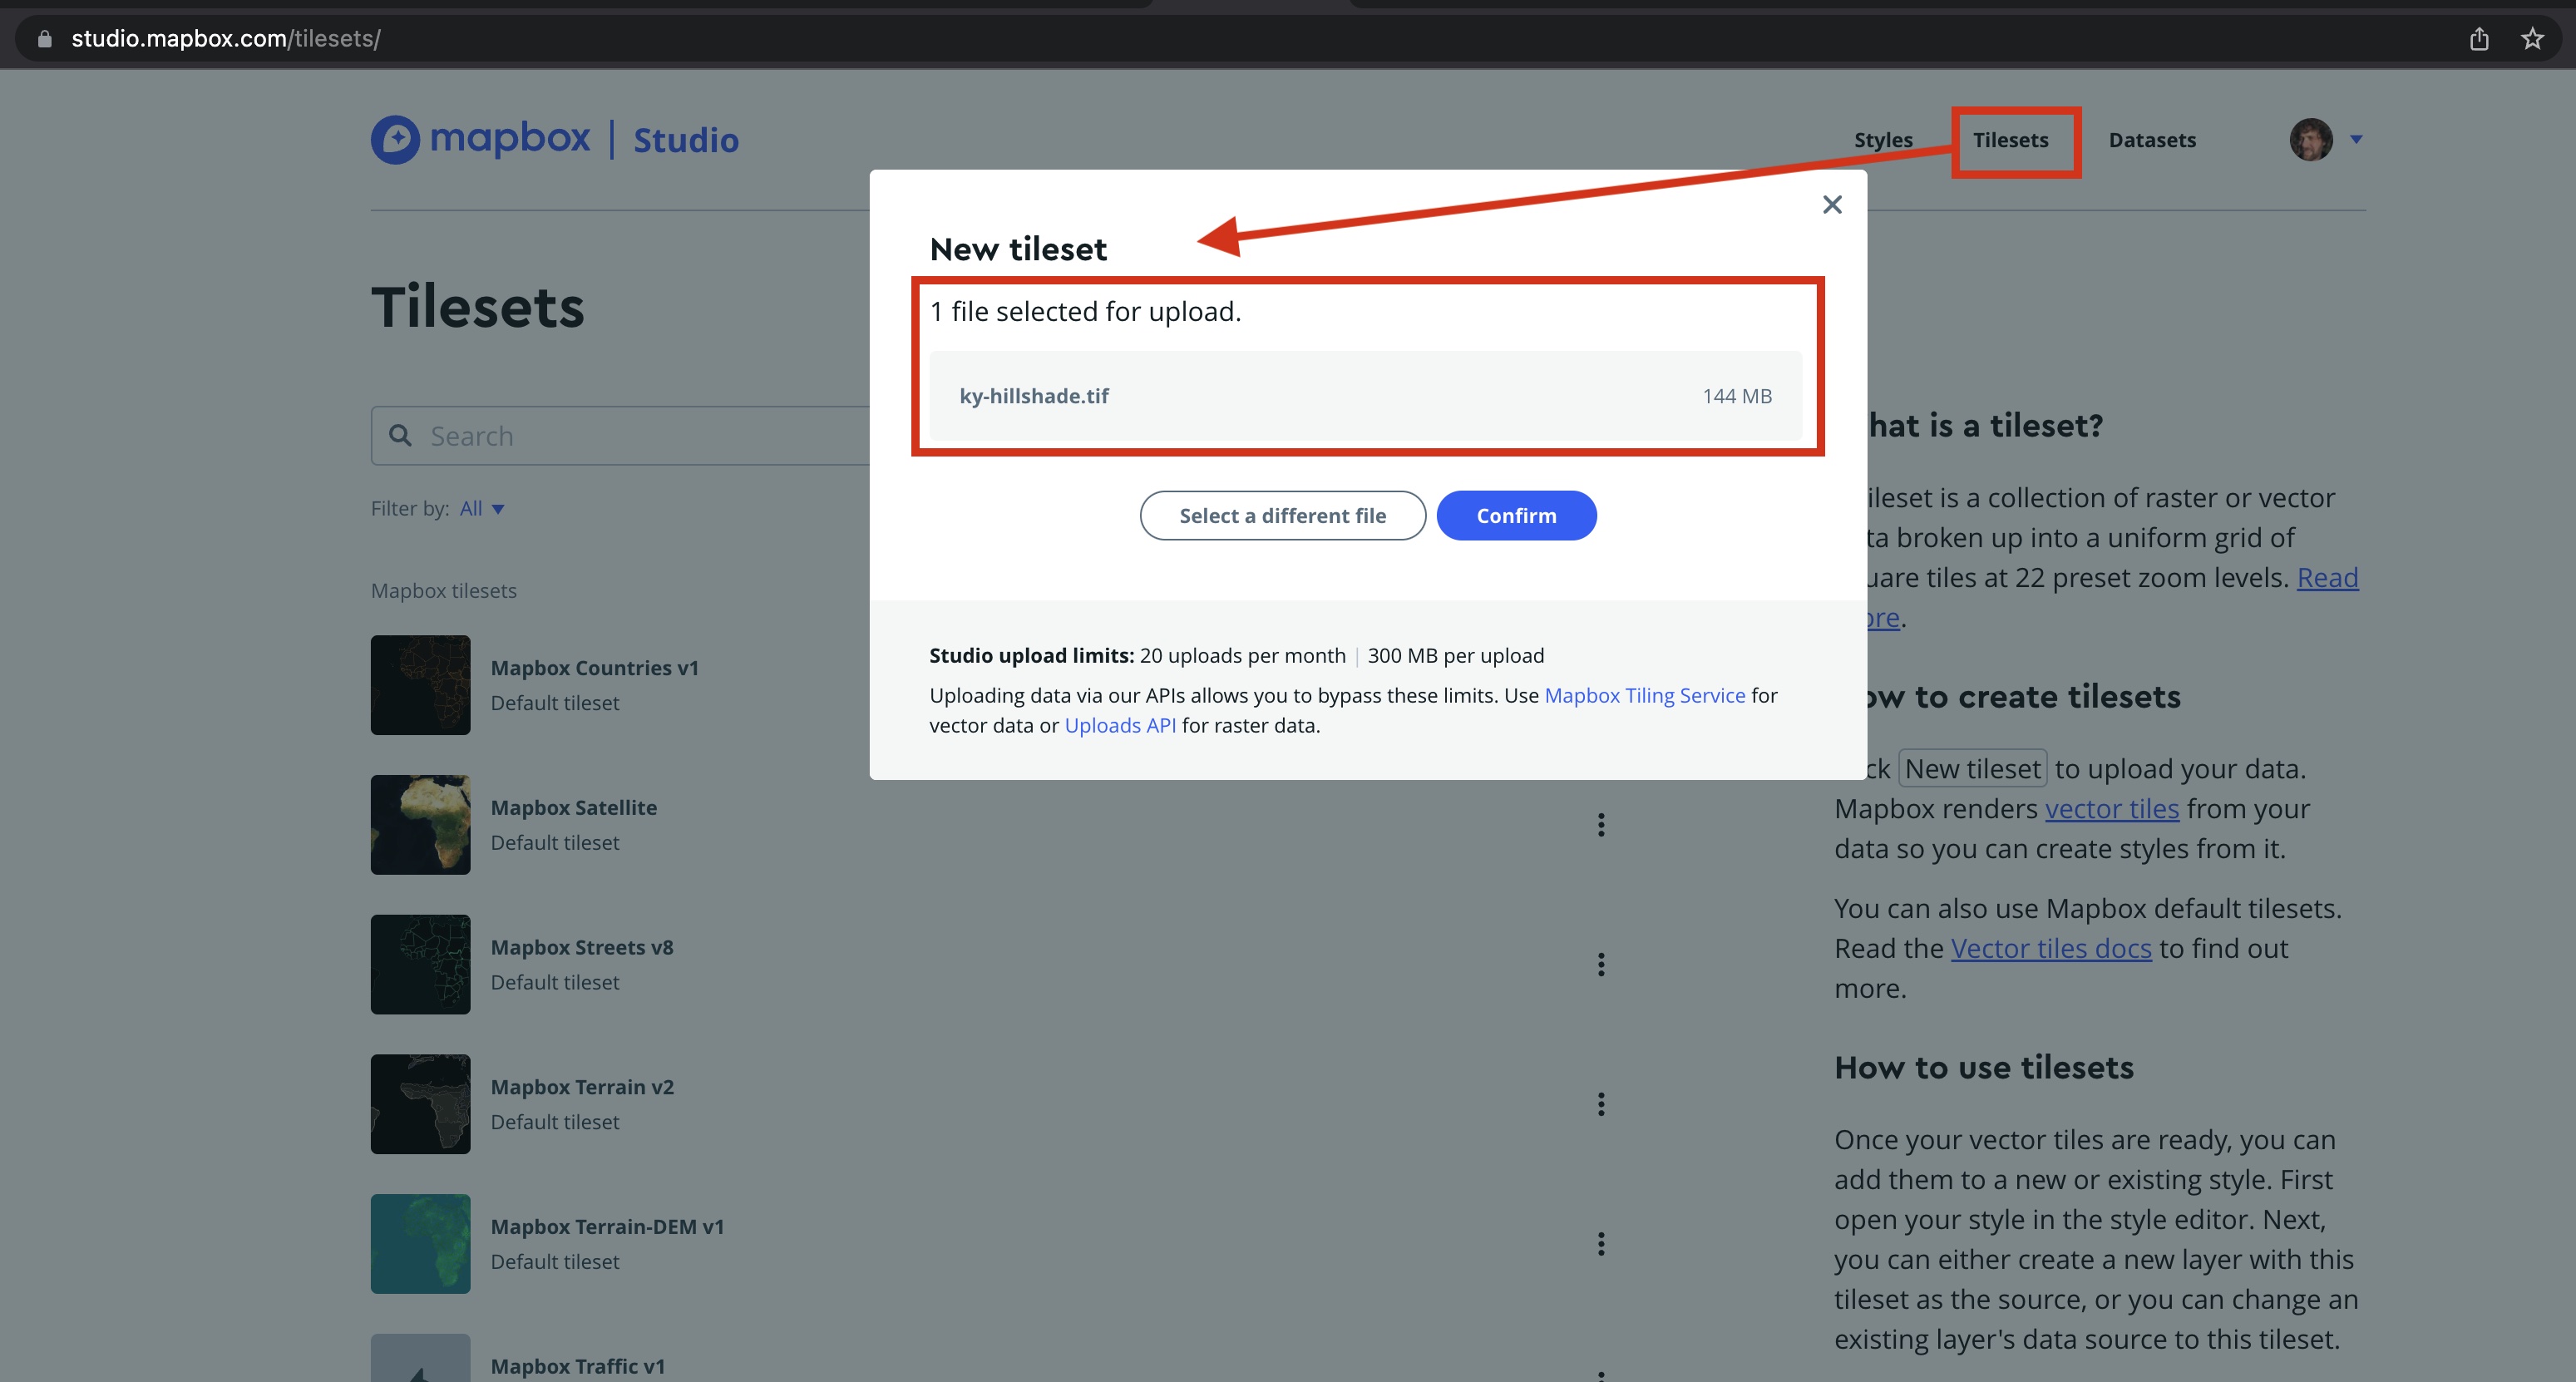 studio.mapbox.com/tilesets/
mapbox | Studio
Styles
Tilesets
Datasets
Tilesets
Search
Filter by: All
Mapbox tilesets
Mapbox Countries v1
Default tileset
Mapbox Satellite
Default tileset
Mapbox Streets v8
Default tileset
Mapbox Terrain v2
Default tileset
Mapbox Terrain-DEM v1
Default tileset
Mapbox Traffic v1
New tileset
1 file selected for upload.
ky-hillshade.tif
144 MB
Select a different file
Confirm
Studio upload limits: 20 uploads per month | 300 MB per upload
Uploading data via our APIs allows you to bypass these limits. Use Mapbox Tiling Service for
vector data or Uploads API for raster data.
hat is a tileset?
ileset is a collection of raster or vector
ta broken up into a uniform grid of
uare tiles at 22 preset zoom levels. Read
ore.
ow to create tilesets
ck New tileset to upload your data.
Mapbox renders vector tiles from your
data so you can create styles from it.
You can also use Mapbox default tilesets.
Read the Vector tiles docs to find out
more.
How to use tilesets
Once your vector tiles are ready, you can
add them to a new or existing style. First
open your style in the style editor. Next,
you can either create a new layer with this
tileset as the source, or you can change an
existing layer's data source to this tileset.